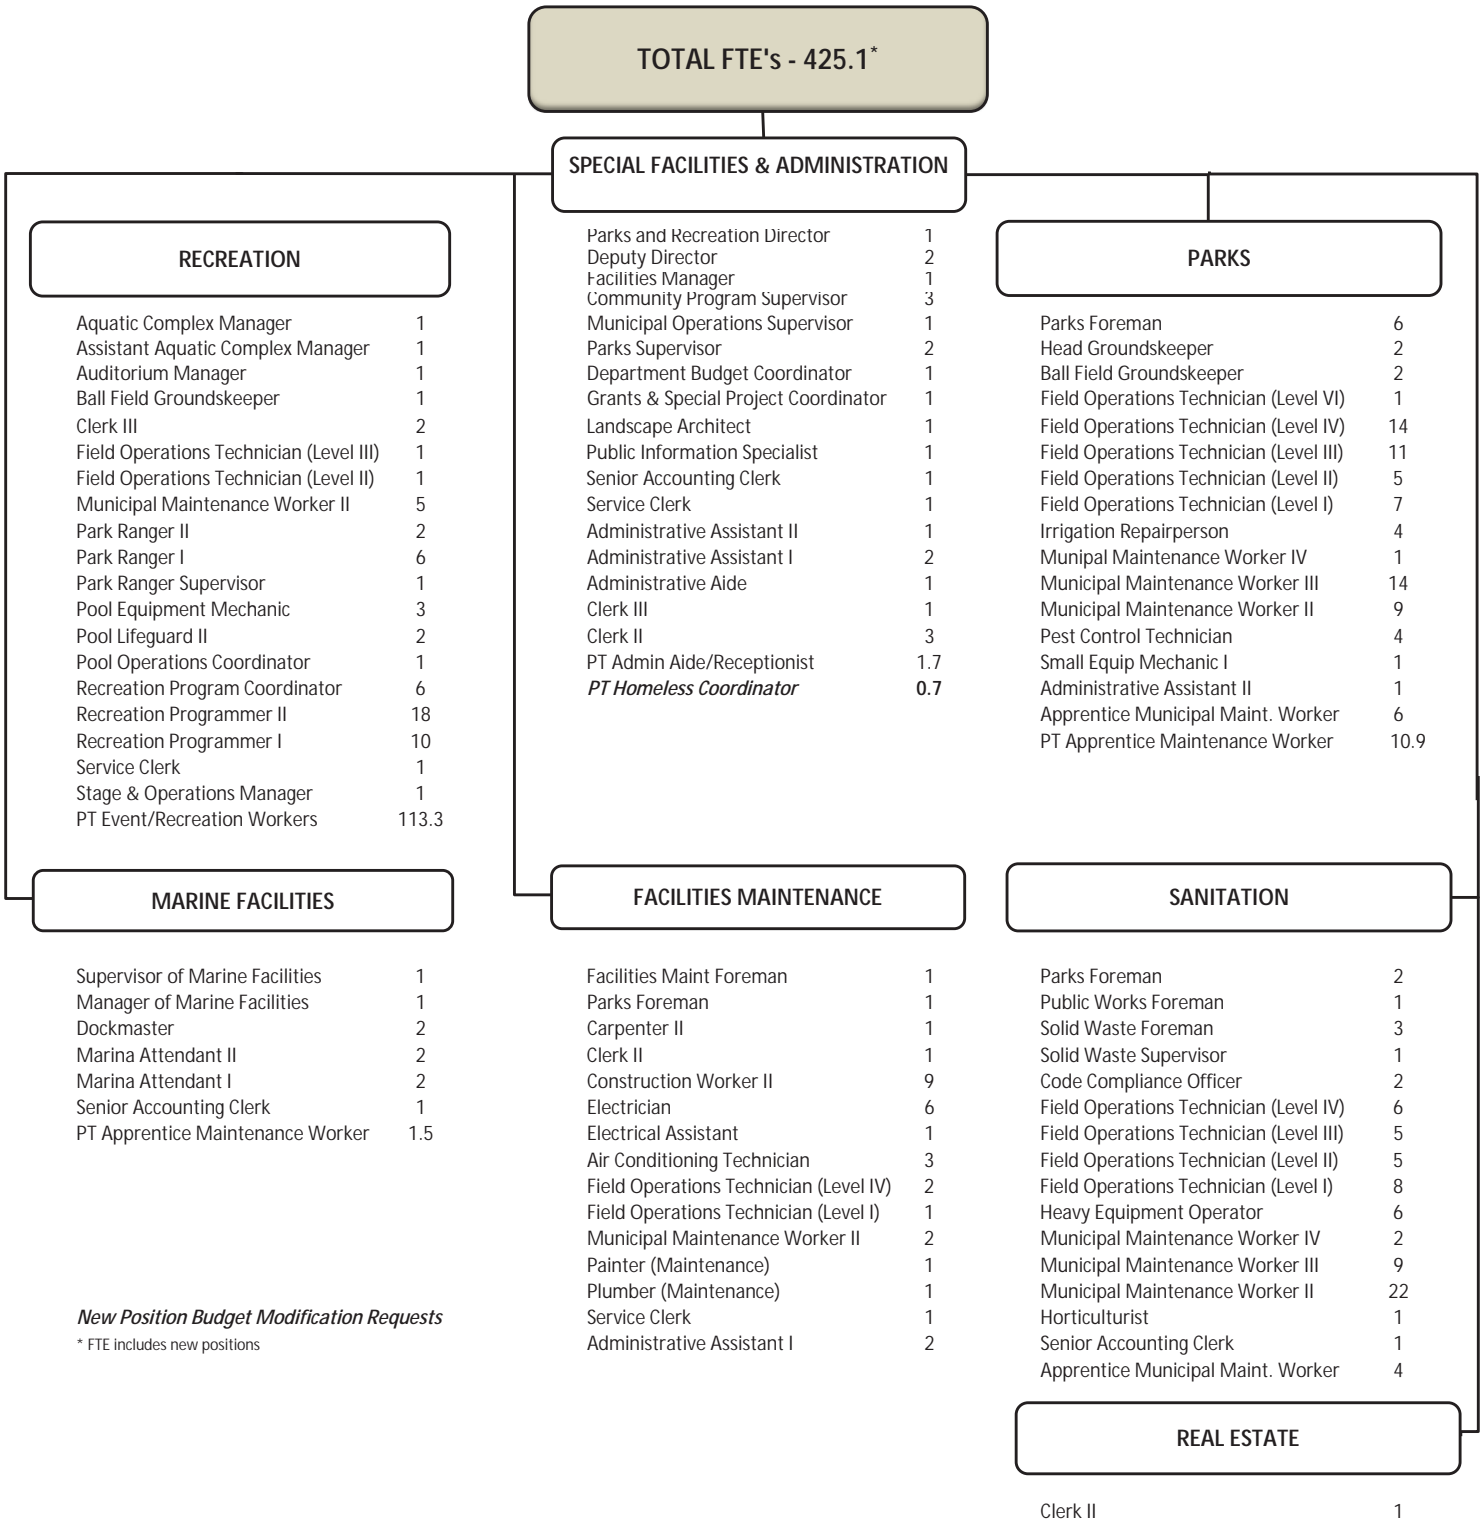 TOTAL FTE's - 425.1*
SPECIAL FACILITIES & ADMINISTRATION
Parks and Recreation Director 1
Deputy Director 2
Facilities Manager 1
Community Program Supervisor 3
Municipal Operations Supervisor 1
Parks Supervisor 2
Department Budget Coordinator 1
Grants & Special Project Coordinator 1
Landscape Architect 1
Public Information Specialist 1
Senior Accounting Clerk 1
Service Clerk 1
Administrative Assistant II 1
Administrative Assistant I 2
Administrative Aide 1
Clerk III 1
Clerk II 3
PT Admin Aide/Receptionist 1.7
PT Homeless Coordinator 0.7
RECREATION
Aquatic Complex Manager 1
Assistant Aquatic Complex Manager 1
Auditorium Manager 1
Ball Field Groundskeeper 1
Clerk III 2
Field Operations Technician (Level III) 1
Field Operations Technician (Level II) 1
Municipal Maintenance Worker II 5
Park Ranger II 2
Park Ranger I 6
Park Ranger Supervisor 1
Pool Equipment Mechanic 3
Pool Lifeguard II 2
Pool Operations Coordinator 1
Recreation Program Coordinator 6
Recreation Programmer II 18
Recreation Programmer I 10
Service Clerk 1
Stage & Operations Manager 1
PT Event/Recreation Workers 113.3
PARKS
Parks Foreman 6
Head Groundskeeper 2
Ball Field Groundskeeper 2
Field Operations Technician (Level VI) 1
Field Operations Technician (Level IV) 14
Field Operations Technician (Level III) 11
Field Operations Technician (Level II) 5
Field Operations Technician (Level I) 7
Irrigation Repairperson 4
Munipal Maintenance Worker IV 1
Municipal Maintenance Worker III 14
Municipal Maintenance Worker II 9
Pest Control Technician 4
Small Equip Mechanic I 1
Administrative Assistant II 1
Apprentice Municipal Maint. Worker 6
PT Apprentice Maintenance Worker 10.9
MARINE FACILITIES
Supervisor of Marine Facilities 1
Manager of Marine Facilities 1
Dockmaster 2
Marina Attendant II 2
Marina Attendant I 2
Senior Accounting Clerk 1
PT Apprentice Maintenance Worker 1.5
New Position Budget Modification Requests
* FTE includes new positions
FACILITIES MAINTENANCE
Facilities Maint Foreman 1
Parks Foreman 1
Carpenter II 1
Clerk II 1
Construction Worker II 9
Electrician 6
Electrical Assistant 1
Air Conditioning Technician 3
Field Operations Technician (Level IV) 2
Field Operations Technician (Level I) 1
Municipal Maintenance Worker II 2
Painter (Maintenance) 1
Plumber (Maintenance) 1
Service Clerk 1
Administrative Assistant I 2
SANITATION
Parks Foreman 2
Public Works Foreman 1
Solid Waste Foreman 3
Solid Waste Supervisor 1
Code Compliance Officer 2
Field Operations Technician (Level IV) 6
Field Operations Technician (Level III) 5
Field Operations Technician (Level II) 5
Field Operations Technician (Level I) 8
Heavy Equipment Operator 6
Municipal Maintenance Worker IV 2
Municipal Maintenance Worker III 9
Municipal Maintenance Worker II 22
Horticulturist 1
Senior Accounting Clerk 1
Apprentice Municipal Maint. Worker 4
REAL ESTATE
Clerk II 1